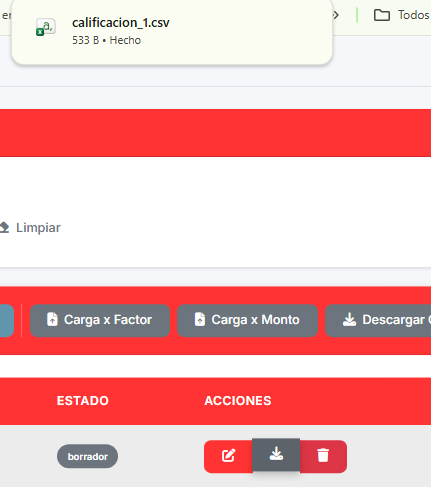 calificacion_1.csv
533 B • Hecho
Todos
Limpiar
Carga x Factor
Carga x Monto
Descargar
ESTADO
ACCIONES
borrador